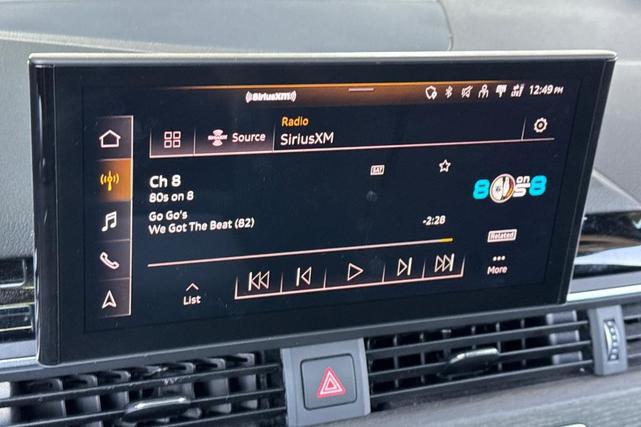 ((SiriusXM))
12:49 PM
Radio
Source
SiriusXM
Ch 8
SAT
80s on 8
8 on 8
Go Go's
We Got The Beat (82)
-2:28
Related
List
More